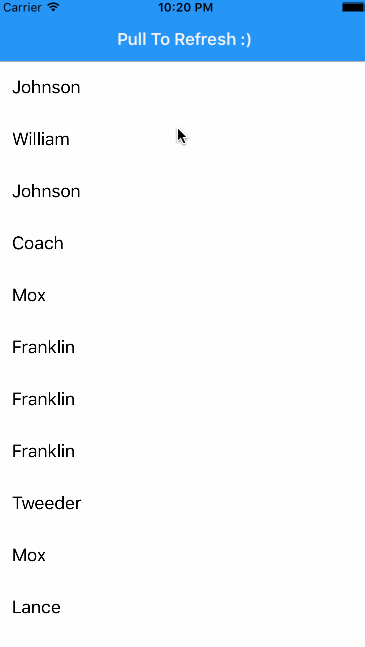 Carrier 10:20 PM
Pull To Refresh :)
Johnson
William
Johnson
Coach
Mox
Franklin
Franklin
Franklin
Tweeder
Mox
Lance